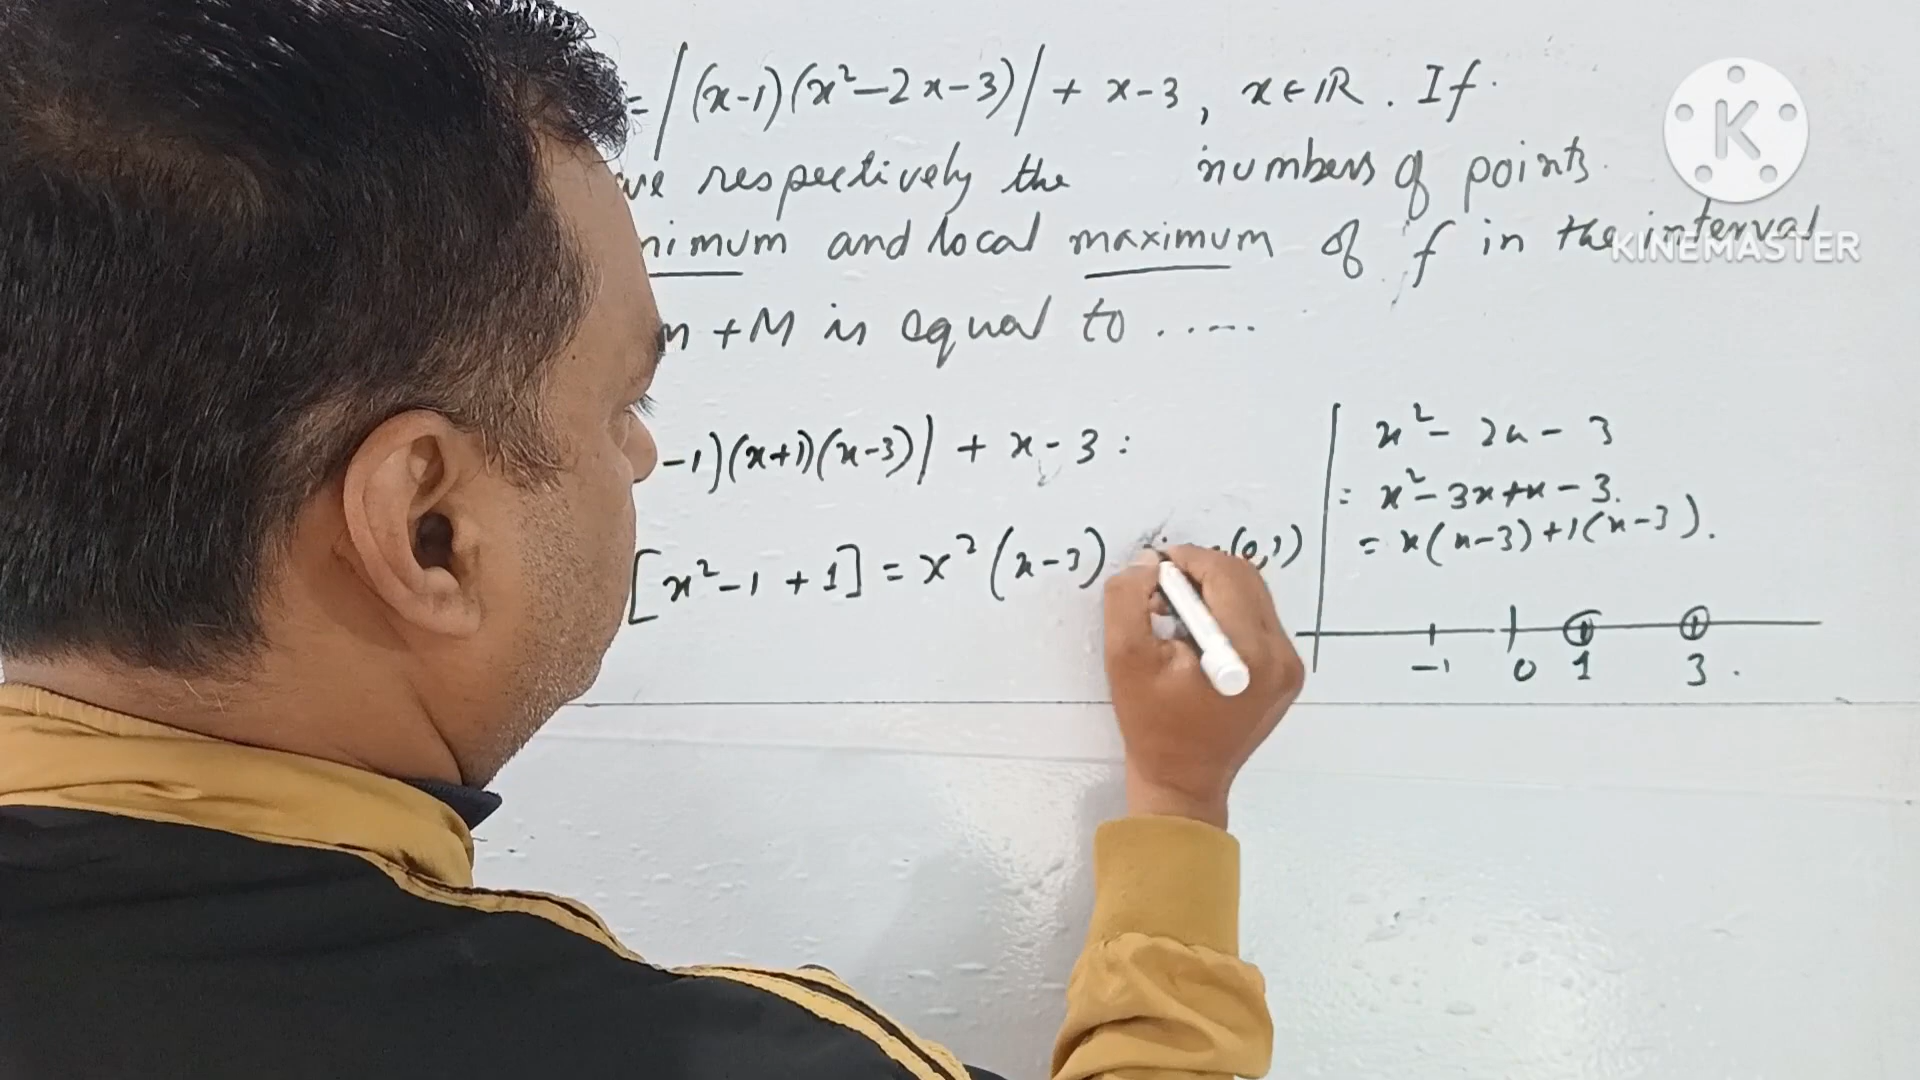 = |(x-1)(x²-2x-3)| + x-3, x∈ℝ. If
respectively the numbers of points.
and local maximum of f in the interval
+M is equal to .....
-1)(x+1)(x-3)| + x-3 :
[x²-1+1] = x²(x-3) (0,1)
x²-2x-3
= x²-3x+x-3.
= x(x-3)+1(x-3).
-1 0 1 3 .
K
KINEMASTER